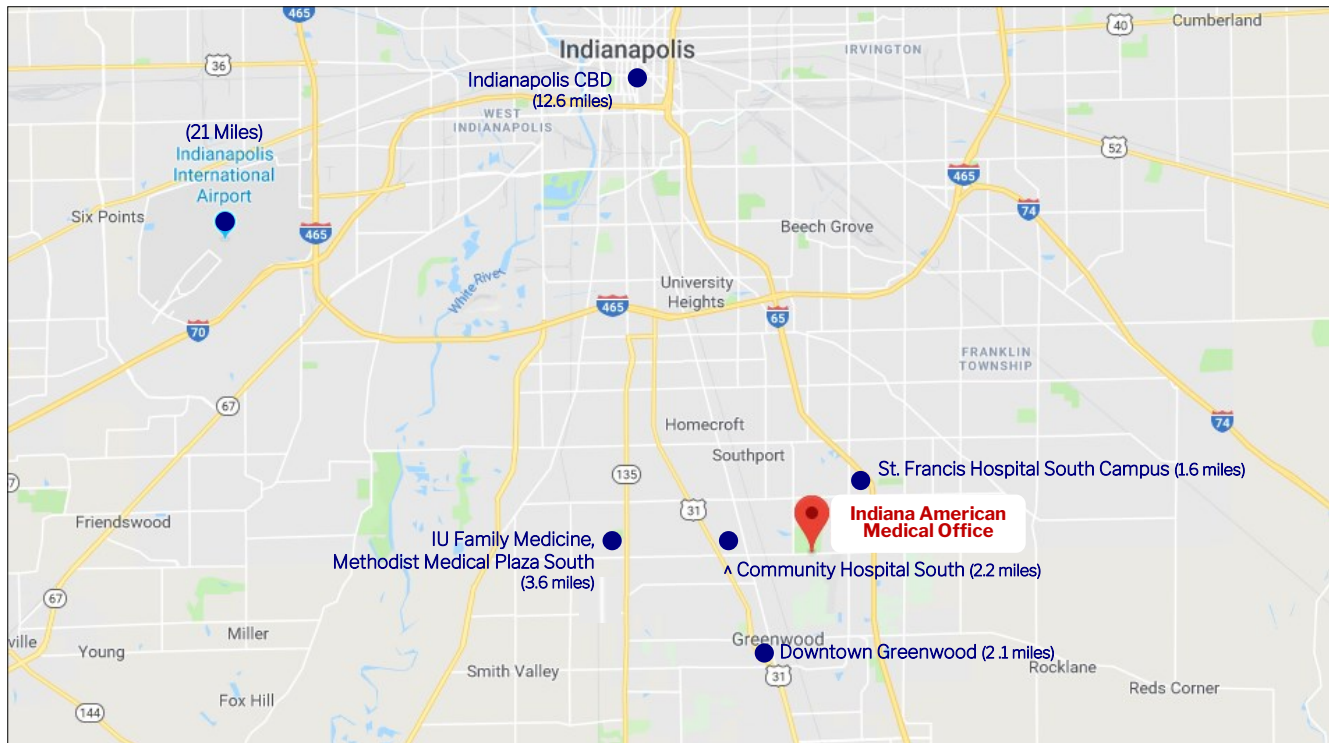 465
Cumberland
40
Indianapolis
IRVINGTON
36
Indianapolis CBD
(12.6 miles)
WEST
INDIANAPOLIS
(21 Miles)
Indianapolis
International
Airport
52
465
74
Six Points
465
Beech Grove
White River
University
Heights
465
65
70
FRANKLIN
TOWNSHIP
67
74
Homecroft
Southport
St. Francis Hospital South Campus (1.6 miles)
135
7
31
Indiana American
Medical Office
Friendswood
IU Family Medicine,
Methodist Medical Plaza South
(3.6 miles)
^ Community Hospital South (2.2 miles)
67
ville
Young
Miller
Greenwood
Downtown Greenwood (2 .1 miles)
Smith Valley
31
Rocklane
Reds Corner
Fox Hill
144